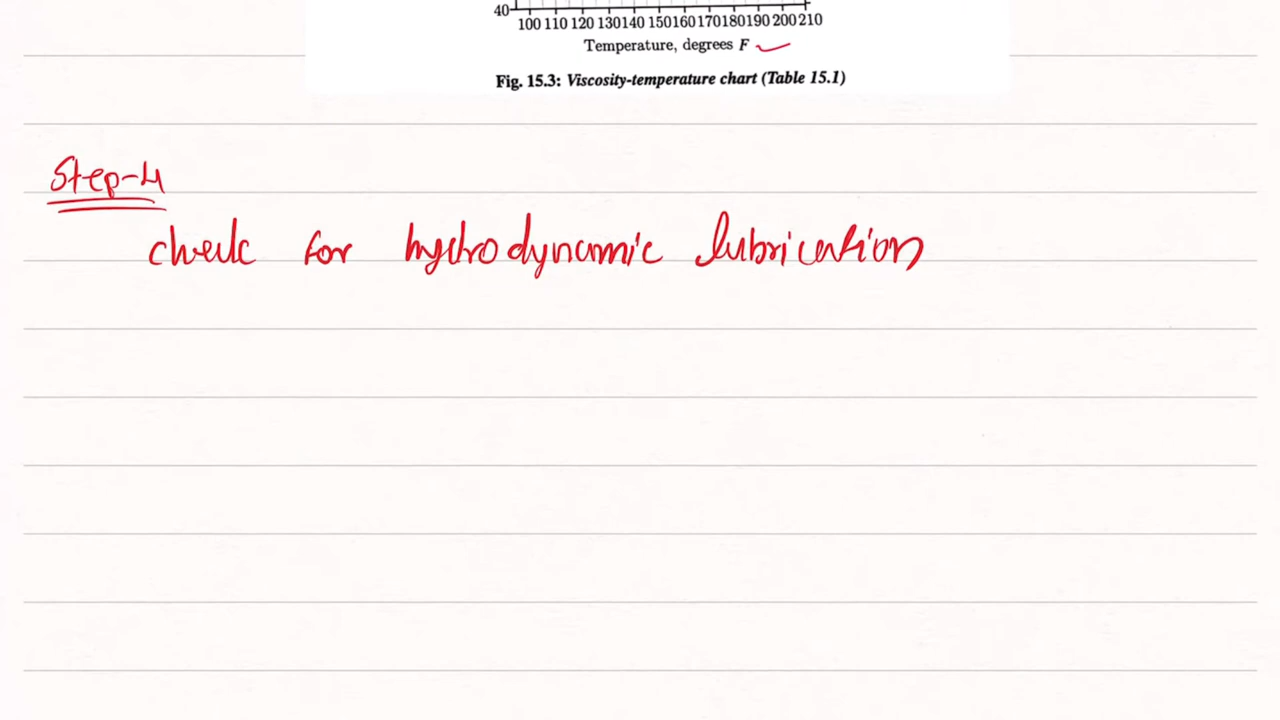 40
100 110 120 130 140 150 160 170 180 190 200 210
Temperature, degrees F
Fig. 15.3: Viscosity-temperature chart (Table 15.1)
Step-4
check for hydrodynamic lubrication